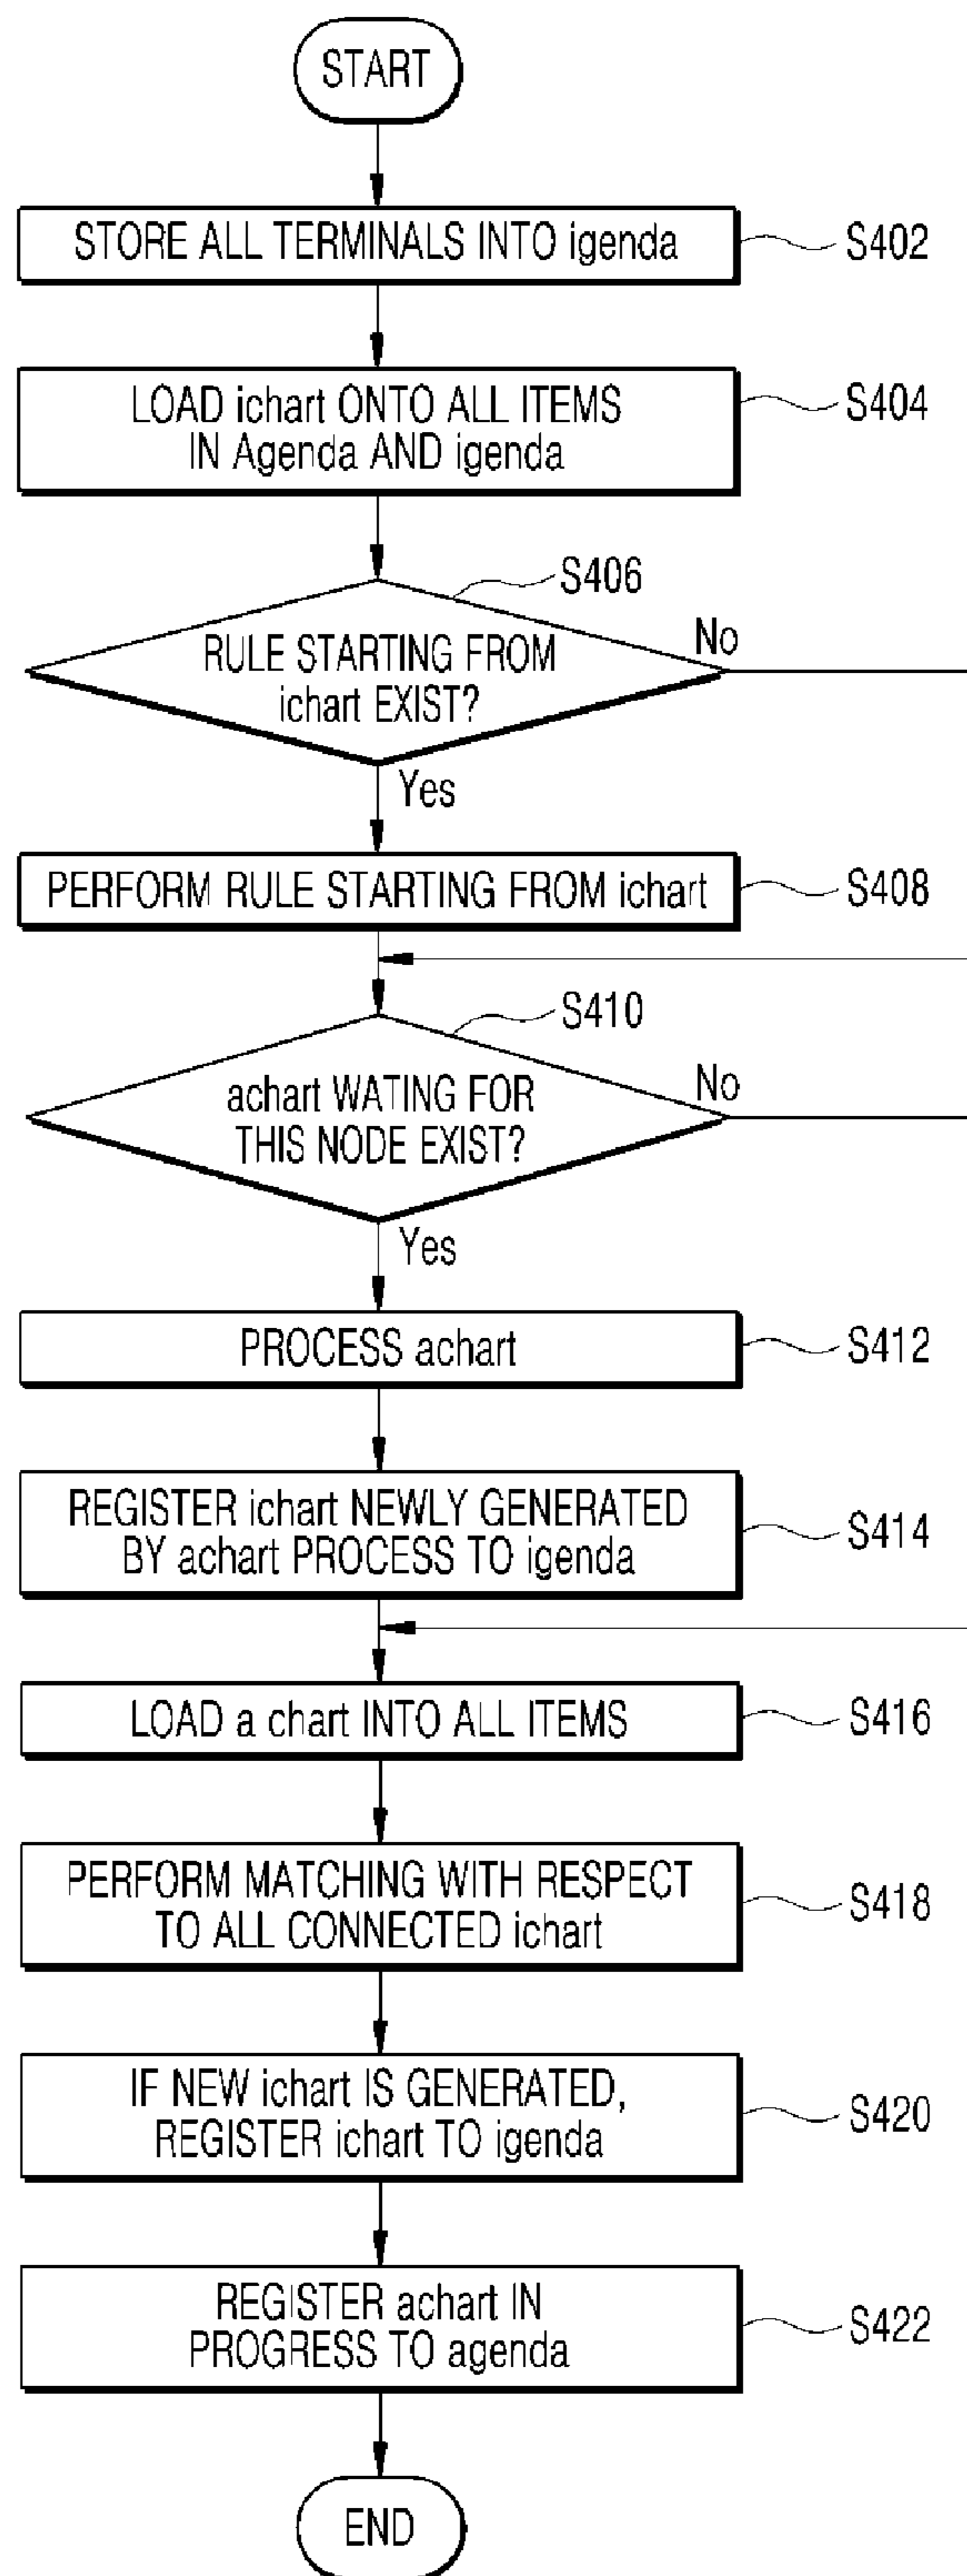 START
STORE ALL TERMINALS INTO igenda
S402
LOAD ichart ONTO ALL ITEMS
IN Agenda AND igenda
S404
S406
RULE STARTING FROM
ichart EXIST?
No
Yes
PERFORM RULE STARTING FROM ichart
S408
S410
achart WATING FOR
THIS NODE EXIST?
No
Yes
PROCESS achart
S412
REGISTER ichart NEWLY GENERATED
BY achart PROCESS TO igenda
S414
LOAD a chart INTO ALL ITEMS
S416
PERFORM MATCHING WITH RESPECT
TO ALL CONNECTED ichart
S418
IF NEW ichart IS GENERATED,
REGISTER ichart TO igenda
S420
REGISTER achart IN
PROGRESS TO agenda
S422
END